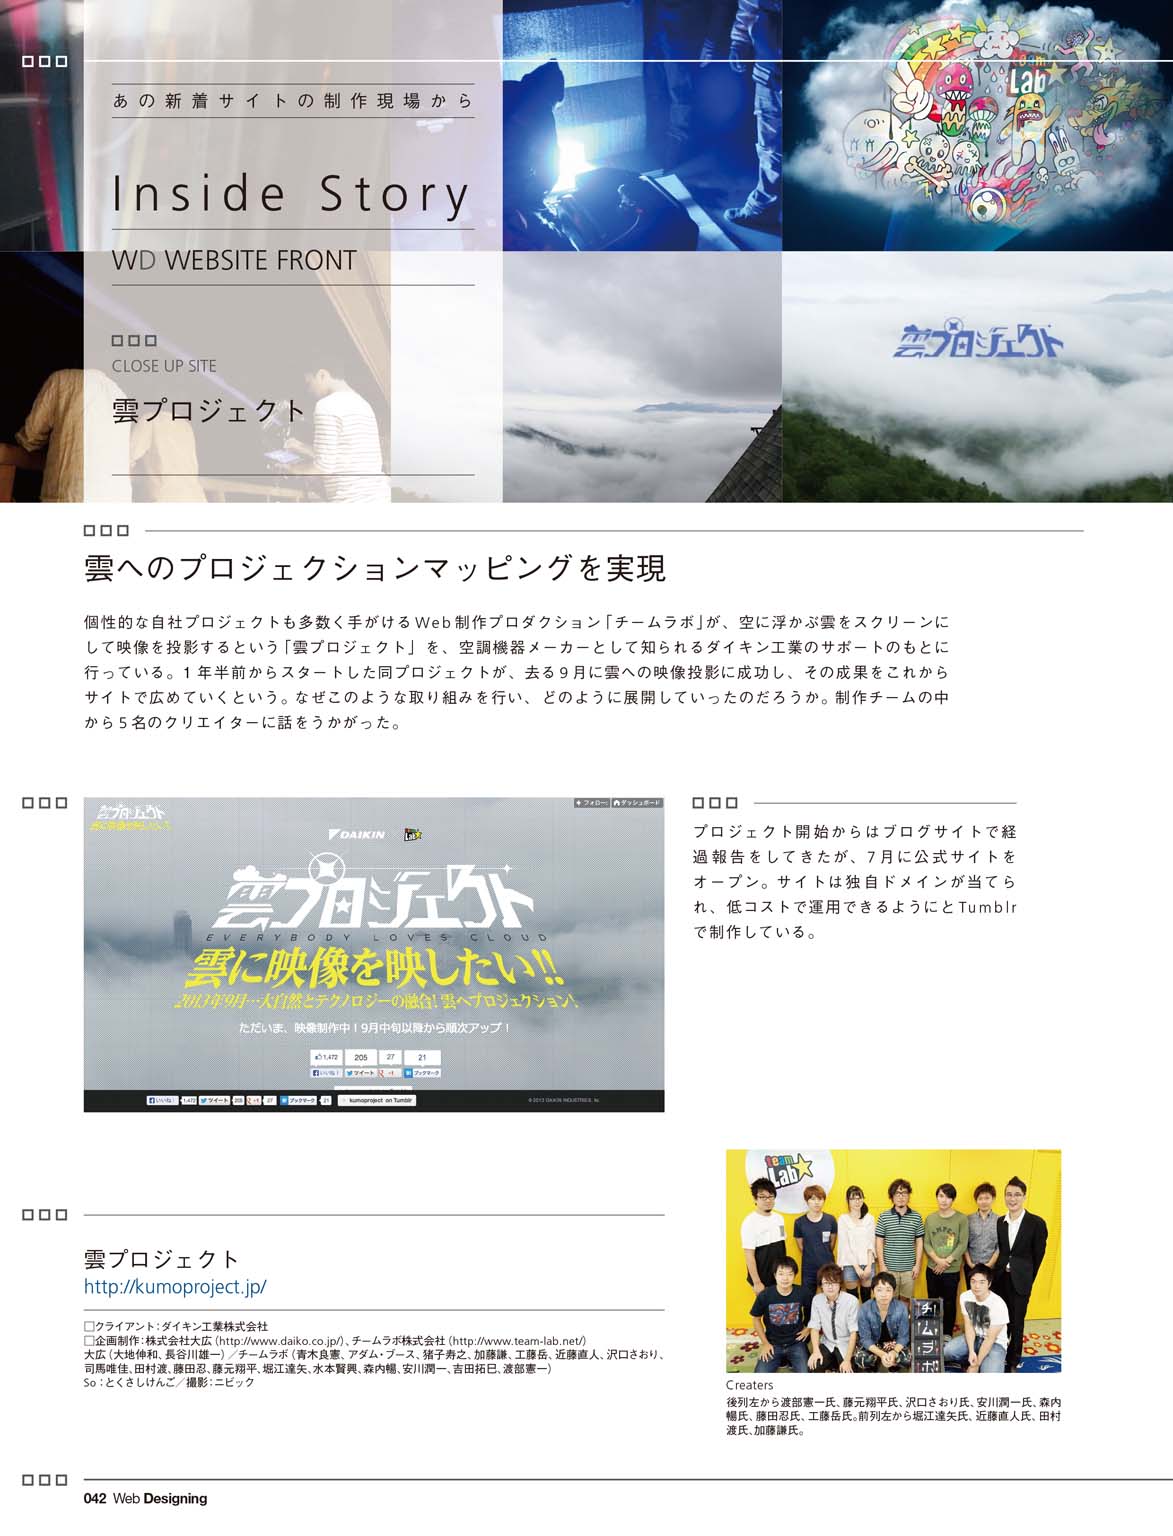 あの新着サイトの制作現場から
Inside Story
WD WEBSITE FRONT
CLOSE UP SITE
雲プロジェクト
team
Lab
雲プロジェクト
雲へのプロジェクションマッピングを実現
個性的な自社プロジェクトも多数く手がけるWeb制作プロダクション「チームラボ」が、空に浮かぶ雲をスクリーンに
して映像を投影するという「雲プロジェクト」を、空調機器メーカーとして知られるダイキン工業のサポートのもとに
行っている。1年半前からスタートした同プロジェクトが、去る9月に雲への映像投影に成功し、その成果をこれから
サイトで広めていくという。なぜこのような取り組みを行い、どのように展開していったのだろうか。制作チームの中
から5名のクリエイターに話をうかがった。
雲プロジェクト
雲に映像を映したい!!
フォロー
ダッシュボード
DAIKIN
team Lab
雲プロジェクト
EVERYBODY LOVES CLOUD
雲に映像を映したい!!
2013年9月…大自然とテクノロジーの融合! 雲へプロジェクション、
ただいま、映像制作中！9月中旬以降から順次アップ！
1,472 205 27 21
いいね！ ツイート +1 ブックマーク
いいね！ 1,472 ツイート 205 +1 27 ブックマーク 21 kumoproject on Tumblr
© 2013 DAIKIN INDUSTRIES,
プロジェクト開始からはブログサイトで経
過報告をしてきたが、7月に公式サイトを
オープン。サイトは独自ドメインが当てら
れ、低コストで運用できるようにとTumblr
で制作している。
team
Lab
チームラボ
雲プロジェクト
http://kumoproject.jp/
□クライアント：ダイキン工業株式会社
□企画制作：株式会社大広（http://www.daiko.co.jp/）、チームラボ株式会社（http://www.team-lab.net/）
大広（大地伸和、長谷川雄一）／チームラボ（青木良憲、アダム・ブース、猪子寿之、加藤謙、工藤岳、近藤直人、沢口さおり、
司馬唯佳、田村渡、藤田忍、藤元翔平、堀江達矢、水本賢興、森内暢、安川潤一、吉田拓巳、渡部憲一）
So：とくさしけんご／撮影：ニビック
Creaters
後列左から渡部憲一氏、藤元翔平氏、沢口さおり氏、安川潤一氏、森内
暢氏、藤田忍氏、工藤岳氏。前列左から堀江達矢氏、近藤直人氏、田村
渡氏、加藤謙氏。
042 Web Designing